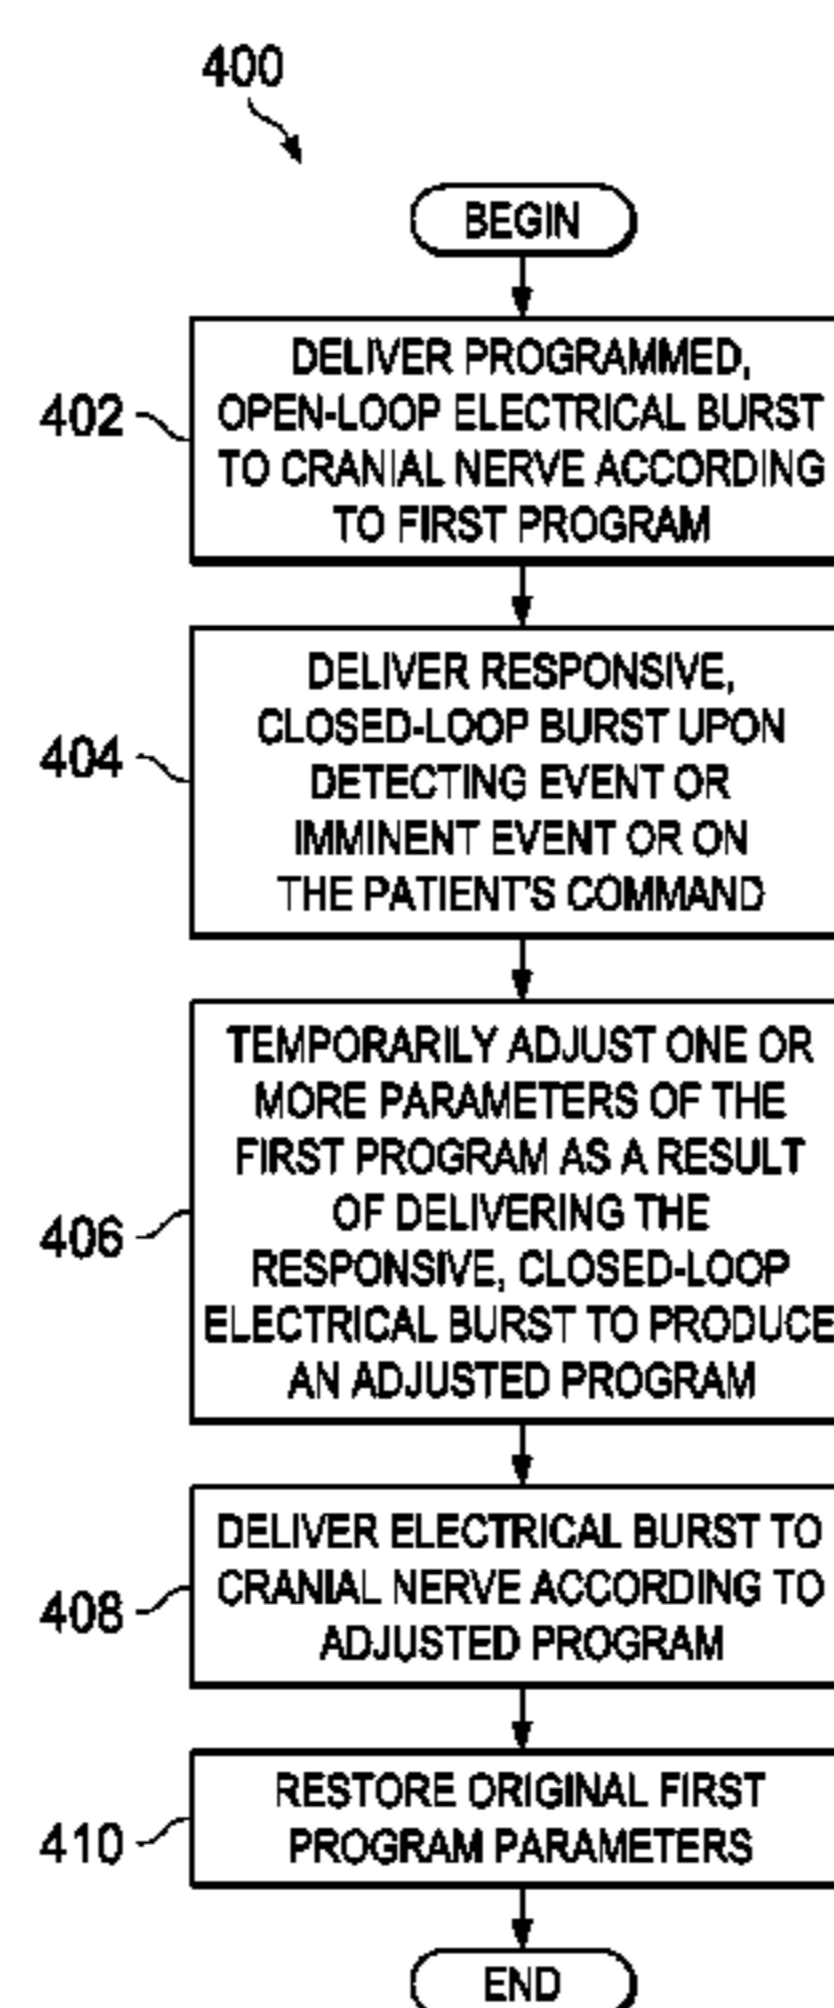 400
BEGIN
402
DELIVER PROGRAMMED,
OPEN-LOOP ELECTRICAL BURST
TO CRANIAL NERVE ACCORDING
TO FIRST PROGRAM
404
DELIVER RESPONSIVE,
CLOSED-LOOP BURST UPON
DETECTING EVENT OR
IMMINENT EVENT OR ON
THE PATIENT'S COMMAND
406
TEMPORARILY ADJUST ONE OR
MORE PARAMETERS OF THE
FIRST PROGRAM AS A RESULT
OF DELIVERING THE
RESPONSIVE, CLOSED-LOOP
ELECTRICAL BURST TO PRODUCE
AN ADJUSTED PROGRAM
408
DELIVER ELECTRICAL BURST TO
CRANIAL NERVE ACCORDING TO
ADJUSTED PROGRAM
410
RESTORE ORIGINAL FIRST
PROGRAM PARAMETERS
END